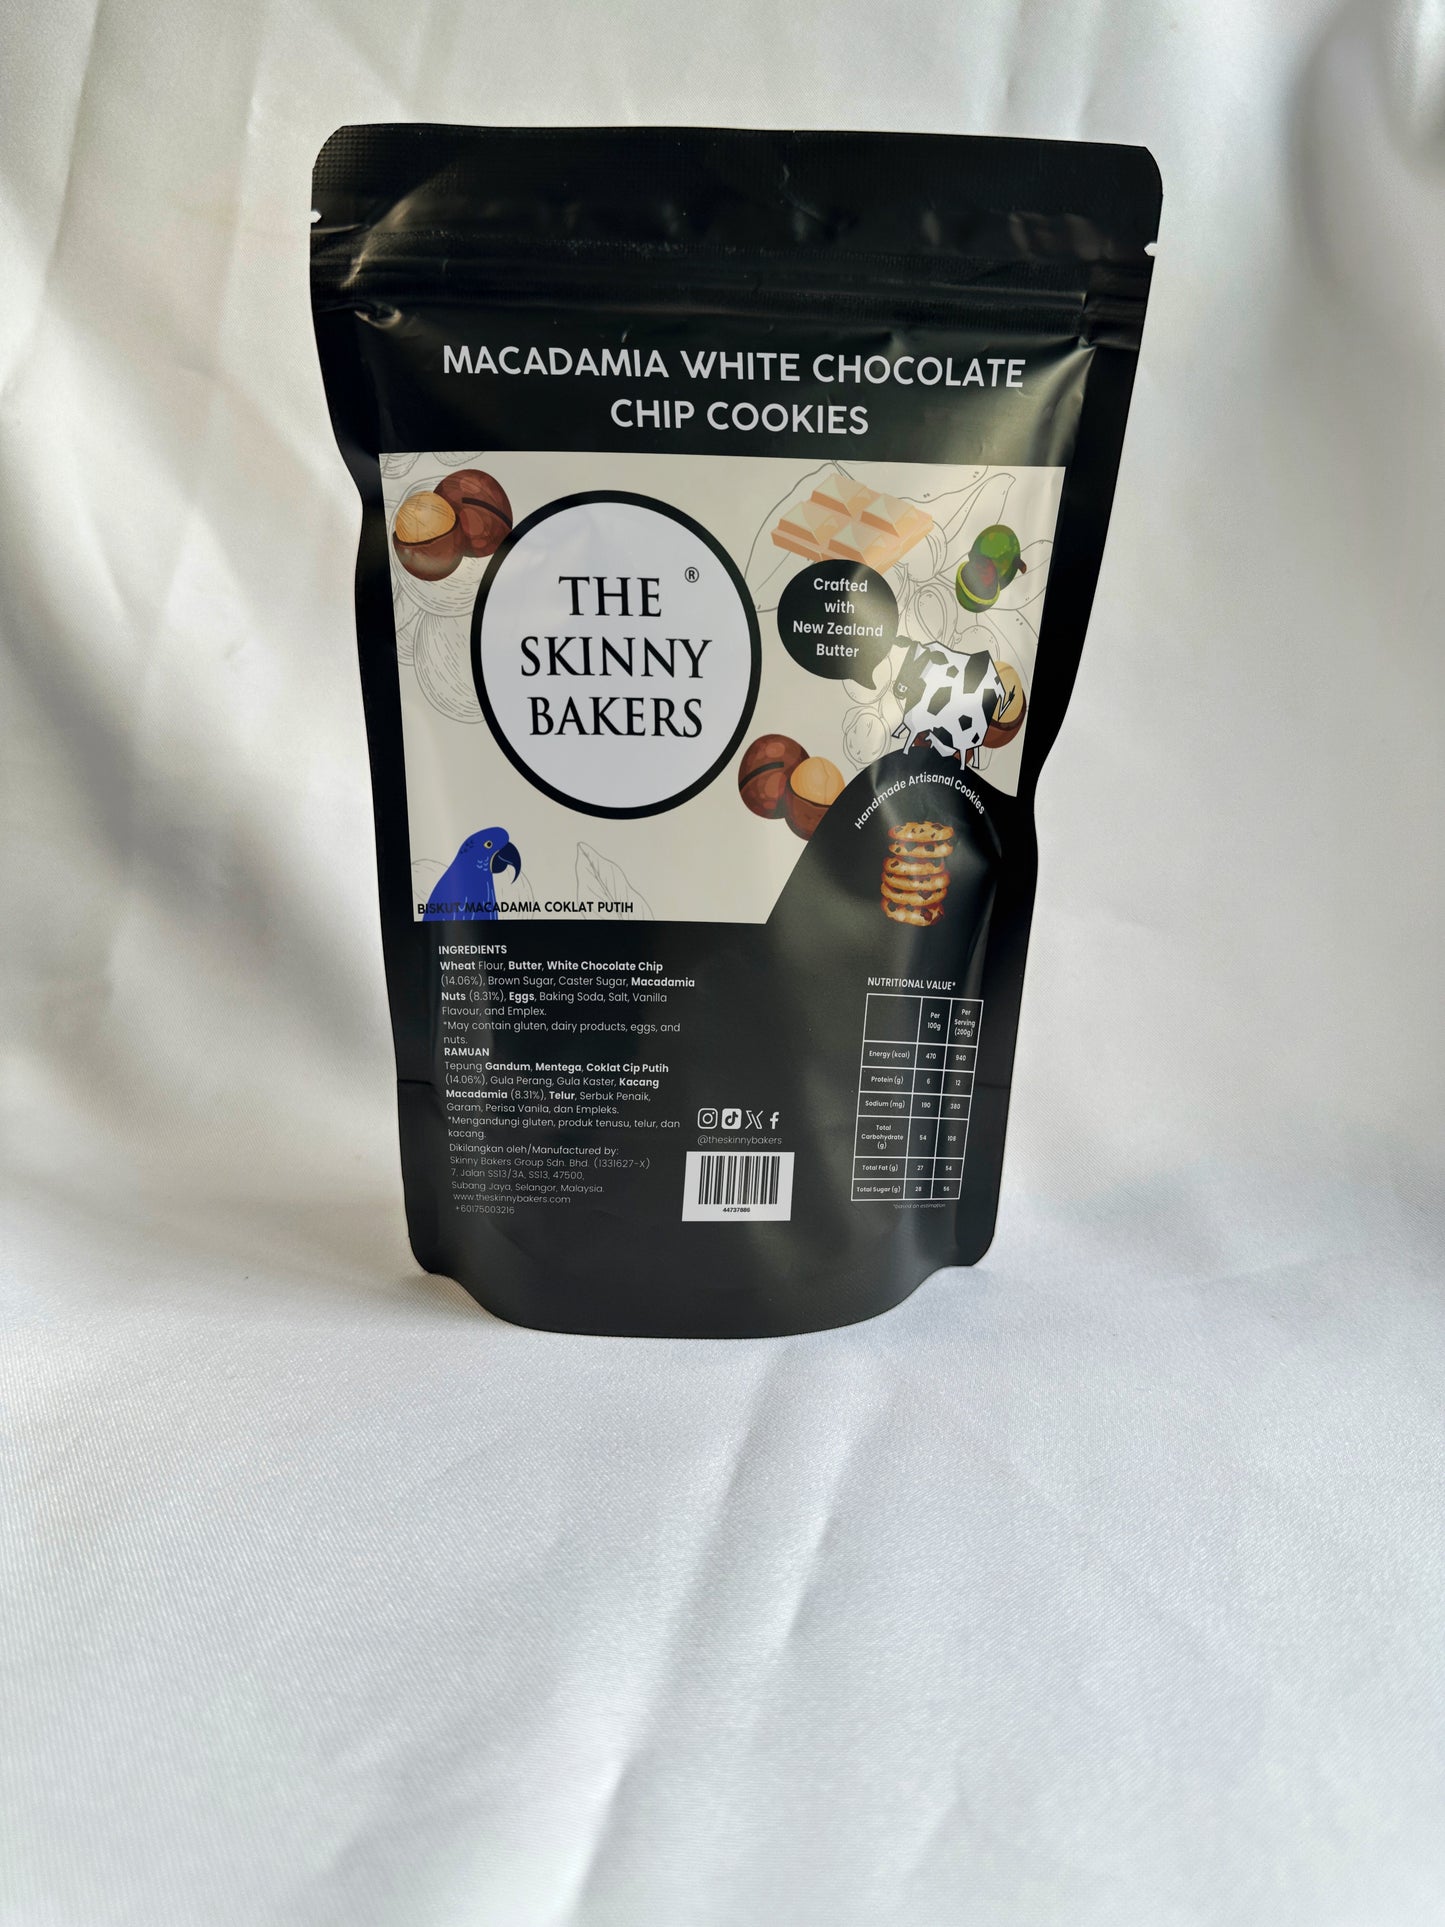 MACADAMIA WHITE CHOCOLATE
CHIP COOKIES
THE ®
SKINNY
BAKERS
Crafted
with
New Zealand
Butter
Handmade Artisanal Cookies
BISKUT MACADAMIA COKLAT PUTIH
INGREDIENTS
Wheat Flour, Butter, White Chocolate Chip
(14.06%), Brown Sugar, Caster Sugar, Macadamia
Nuts (8.31%), Eggs, Baking Soda, Salt, Vanilla
Flavour, and Emplex.
*May contain gluten, dairy products, eggs, and
nuts.
RAMUAN
Tepung Gandum, Mentega, Coklat Cip Putih
(14.06%), Gula Perang, Gula Kaster, Kacang
Macadamia (8.31%), Telur, Serbuk Penaik,
Garam, Perisa Vanila, dan Empleks.
*Mengandungi gluten, produk tenusu, telur, dan
kacang.
Dikilangkan oleh/Manufactured by:
Skinny Bakers Group Sdn. Bhd. (1331627-X)
7, Jalan SS13/3A, SS13, 47500,
Subang Jaya, Selangor, Malaysia.
www.theskinnybakers.com
+60175003216
@theskinnybakers
44737886
NUTRITIONAL VALUE*
Per 100g Per Serving (200g)
Energy (kcal) 470 940
Protein (g) 6 12
Sodium (mg) 190 380
Total Carbohydrate (g) 54 108
Total Fat (g) 27 54
Total Sugar (g) 28 56
*based on estimation